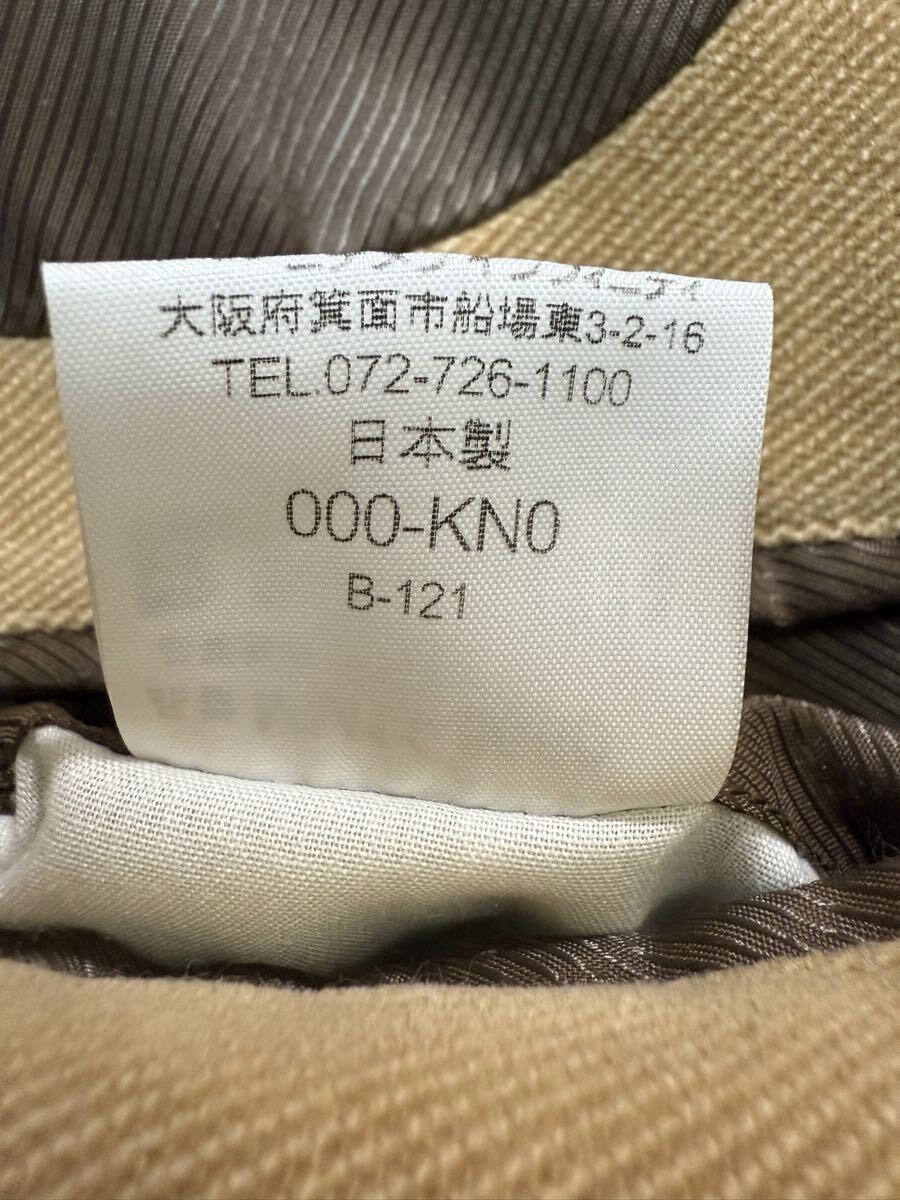 大阪府箕面市船場東3-2-16
TEL.072-726-1100
日本製
000-KN0
B-121